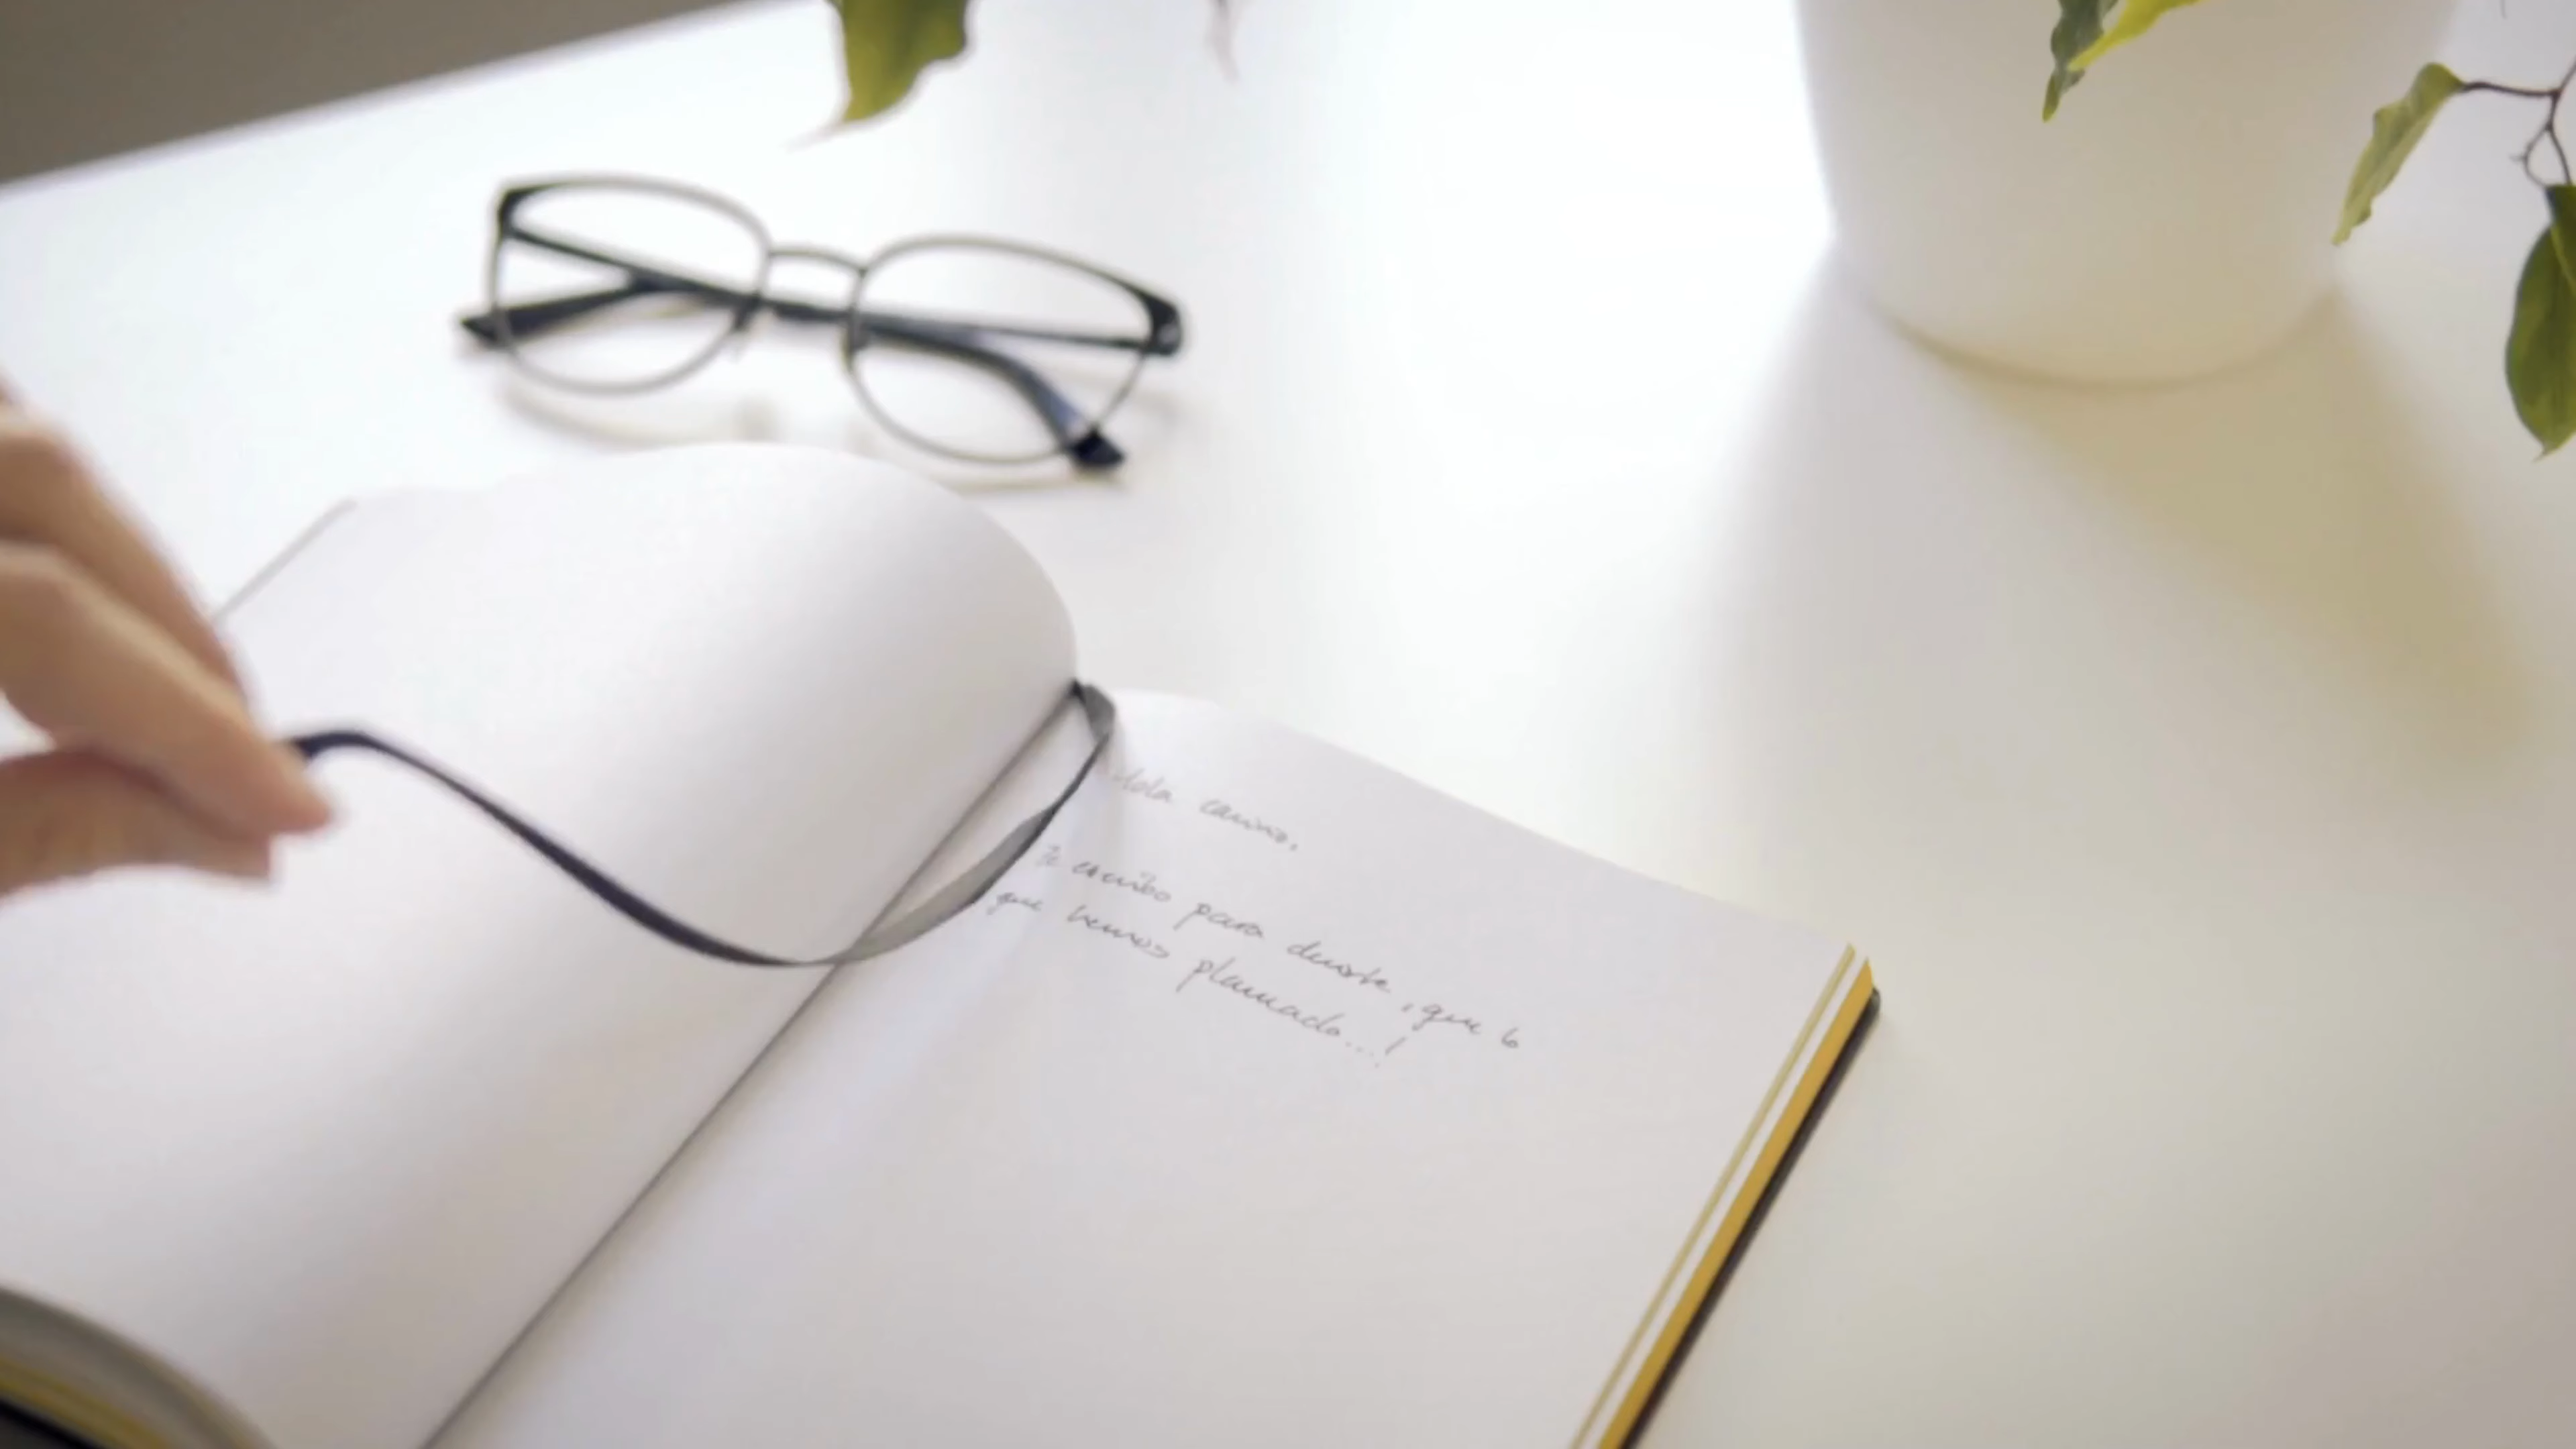 Hola cariño,
Te escribo para decirte, que lo
que hemos planeado...!